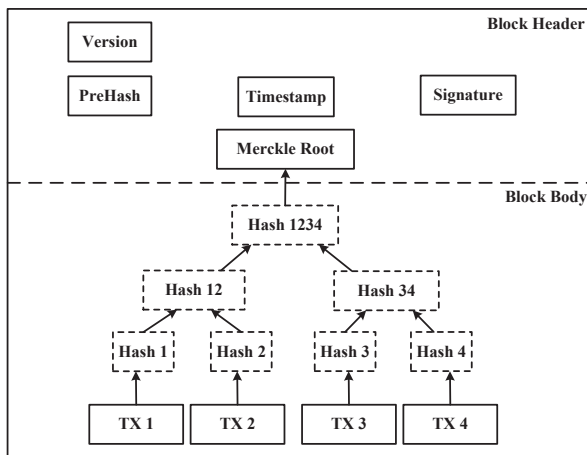 Block Header
Version
PreHash
Timestamp
Signature
Merckle Root
Block Body
Hash 1234
Hash 12
Hash 34
Hash 1
Hash 2
Hash 3
Hash 4
TX 1
TX 2
TX 3
TX 4